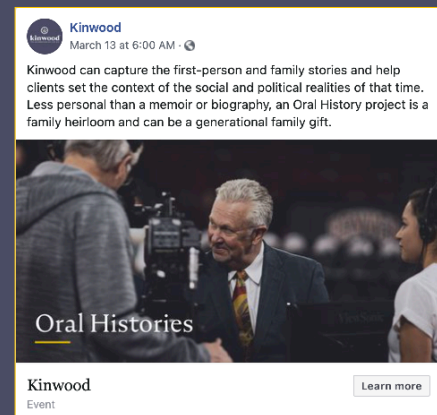 kinwood
Kinwood
March 13 at 6:00 AM ·
Kinwood can capture the first-person and family stories and help
clients set the context of the social and political realities of that time.
Less personal than a memoir or biography, an Oral History project is a
family heirloom and can be a generational family gift.
ViewSonic
Oral Histories
Kinwood
Learn more
Event